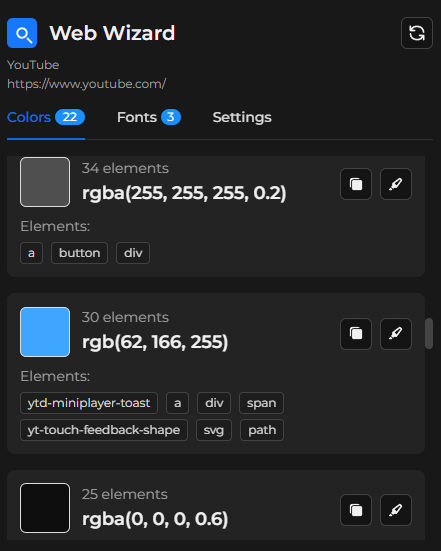 Web Wizard
YouTube
https://www.youtube.com/
Colors 22 Fonts 3 Settings
34 elements
rgba(255, 255, 255, 0.2)
Elements:
a button div
30 elements
rgb(62, 166, 255)
Elements:
ytd-miniplayer-toast a div span
yt-touch-feedback-shape svg path
25 elements
rgba(0, 0, 0, 0.6)